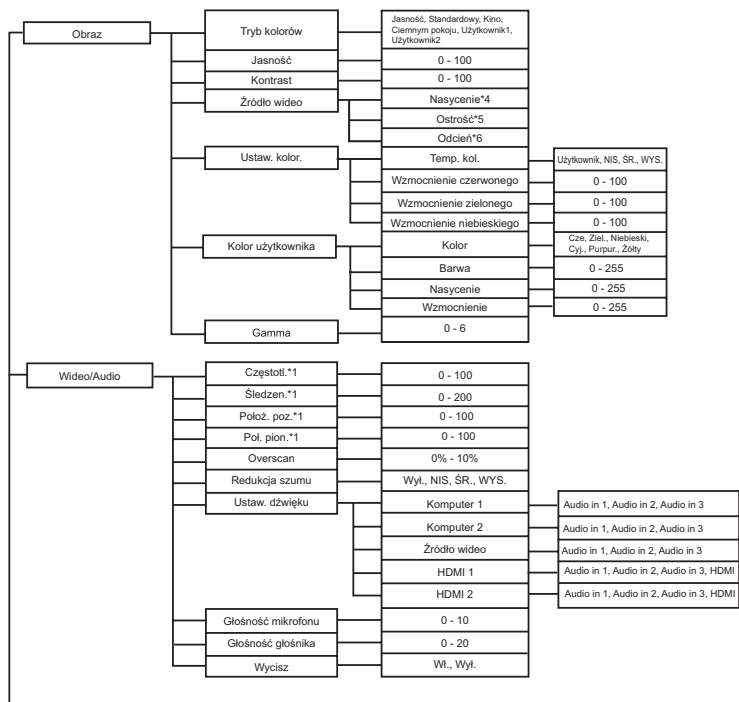 Obraz
Tryb kolorów
Jasność, Standardowy, Kino,
Ciemnym pokoju, Użytkownik1,
Użytkownik2
Jasność
0 - 100
Kontrast
0 - 100
Źródło wideo
Nasycenie*4
Ostrość*5
Odcień*6
Ustaw. kolor.
Temp. kol.
Użytkownik, NIS, ŚR., WYS.
Wzmocnienie czerwonego
0 - 100
Wzmocnienie zielonego
0 - 100
Wzmocnienie niebieskiego
0 - 100
Kolor użytkownika
Kolor
Cze, Ziel., Niebieski,
Cyj., Purpur., Żółty
Barwa
0 - 255
Nasycenie
0 - 255
Wzmocnienie
0 - 255
Gamma
0 - 6
Wideo/Audio
Częstotl.*1
0 - 100
Śledzen.*1
0 - 200
Położ. poz.*1
0 - 100
Poł. pion.*1
0 - 100
Overscan
0% - 10%
Redukcja szumu
Wył., NIS, ŚR., WYS.
Ustaw. dźwięku
Komputer 1
Audio in 1, Audio in 2, Audio in 3
Komputer 2
Audio in 1, Audio in 2, Audio in 3
Źródło wideo
Audio in 1, Audio in 2, Audio in 3
HDMI 1
Audio in 1, Audio in 2, Audio in 3, HDMI
HDMI 2
Audio in 1, Audio in 2, Audio in 3, HDMI
Głośność mikrofonu
0 - 10
Głośność głośnika
0 - 20
Wycisz
Wł., Wył.